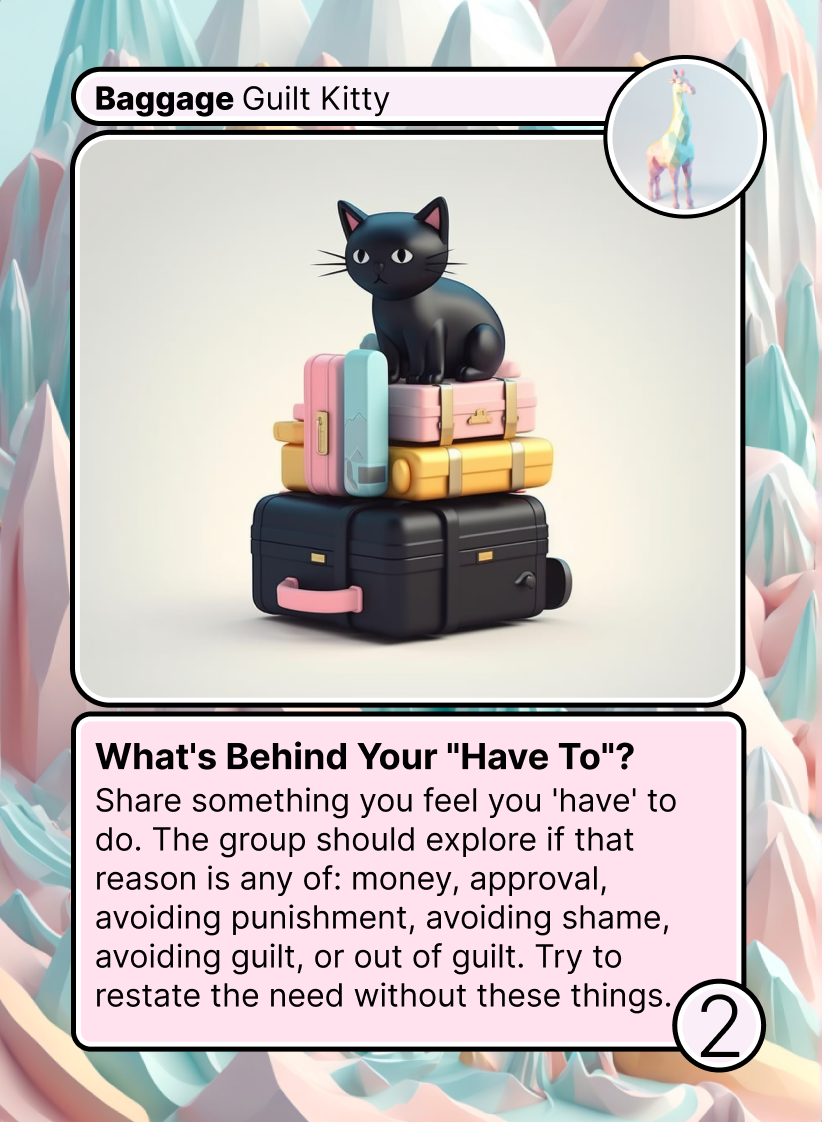 Baggage Guilt Kitty
What's Behind Your "Have To"?
Share something you feel you 'have' to
do. The group should explore if that
reason is any of: money, approval,
avoiding punishment, avoiding shame,
avoiding guilt, or out of guilt. Try to
restate the need without these things.
2